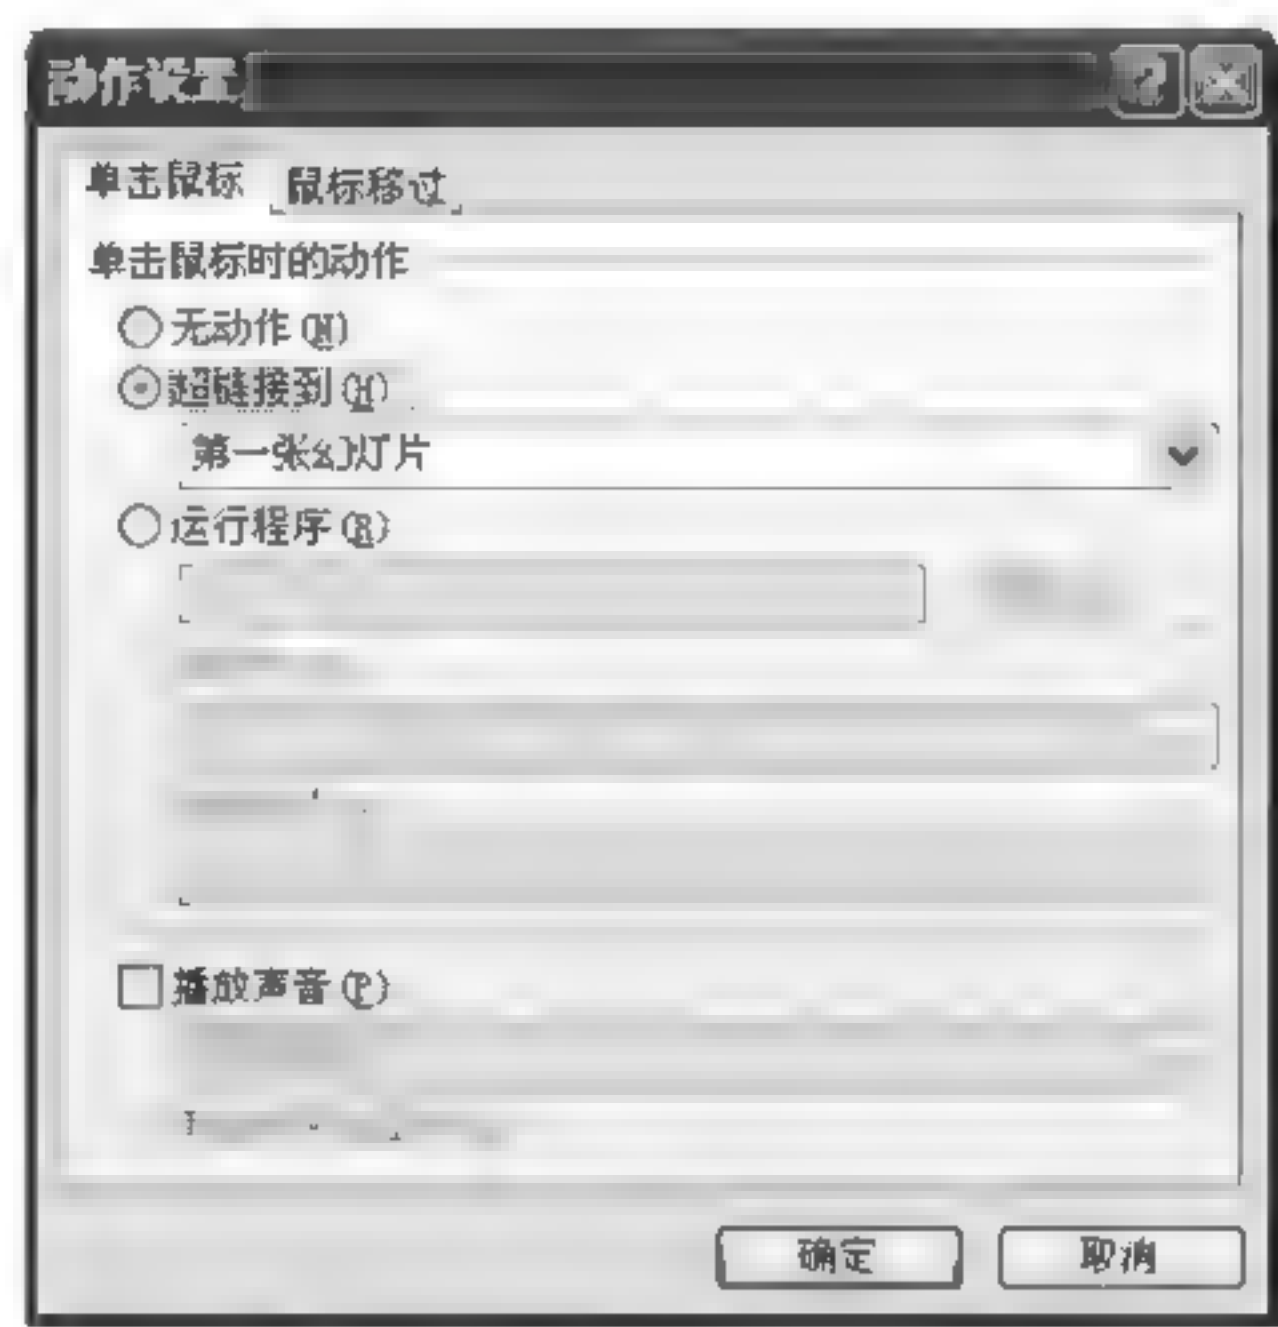 动作设置
单击鼠标 鼠标移过
单击鼠标时的动作
无动作(N)
超链接到(H)
第一张幻灯片
运行程序(R)
播放声音(P)
确定 取消